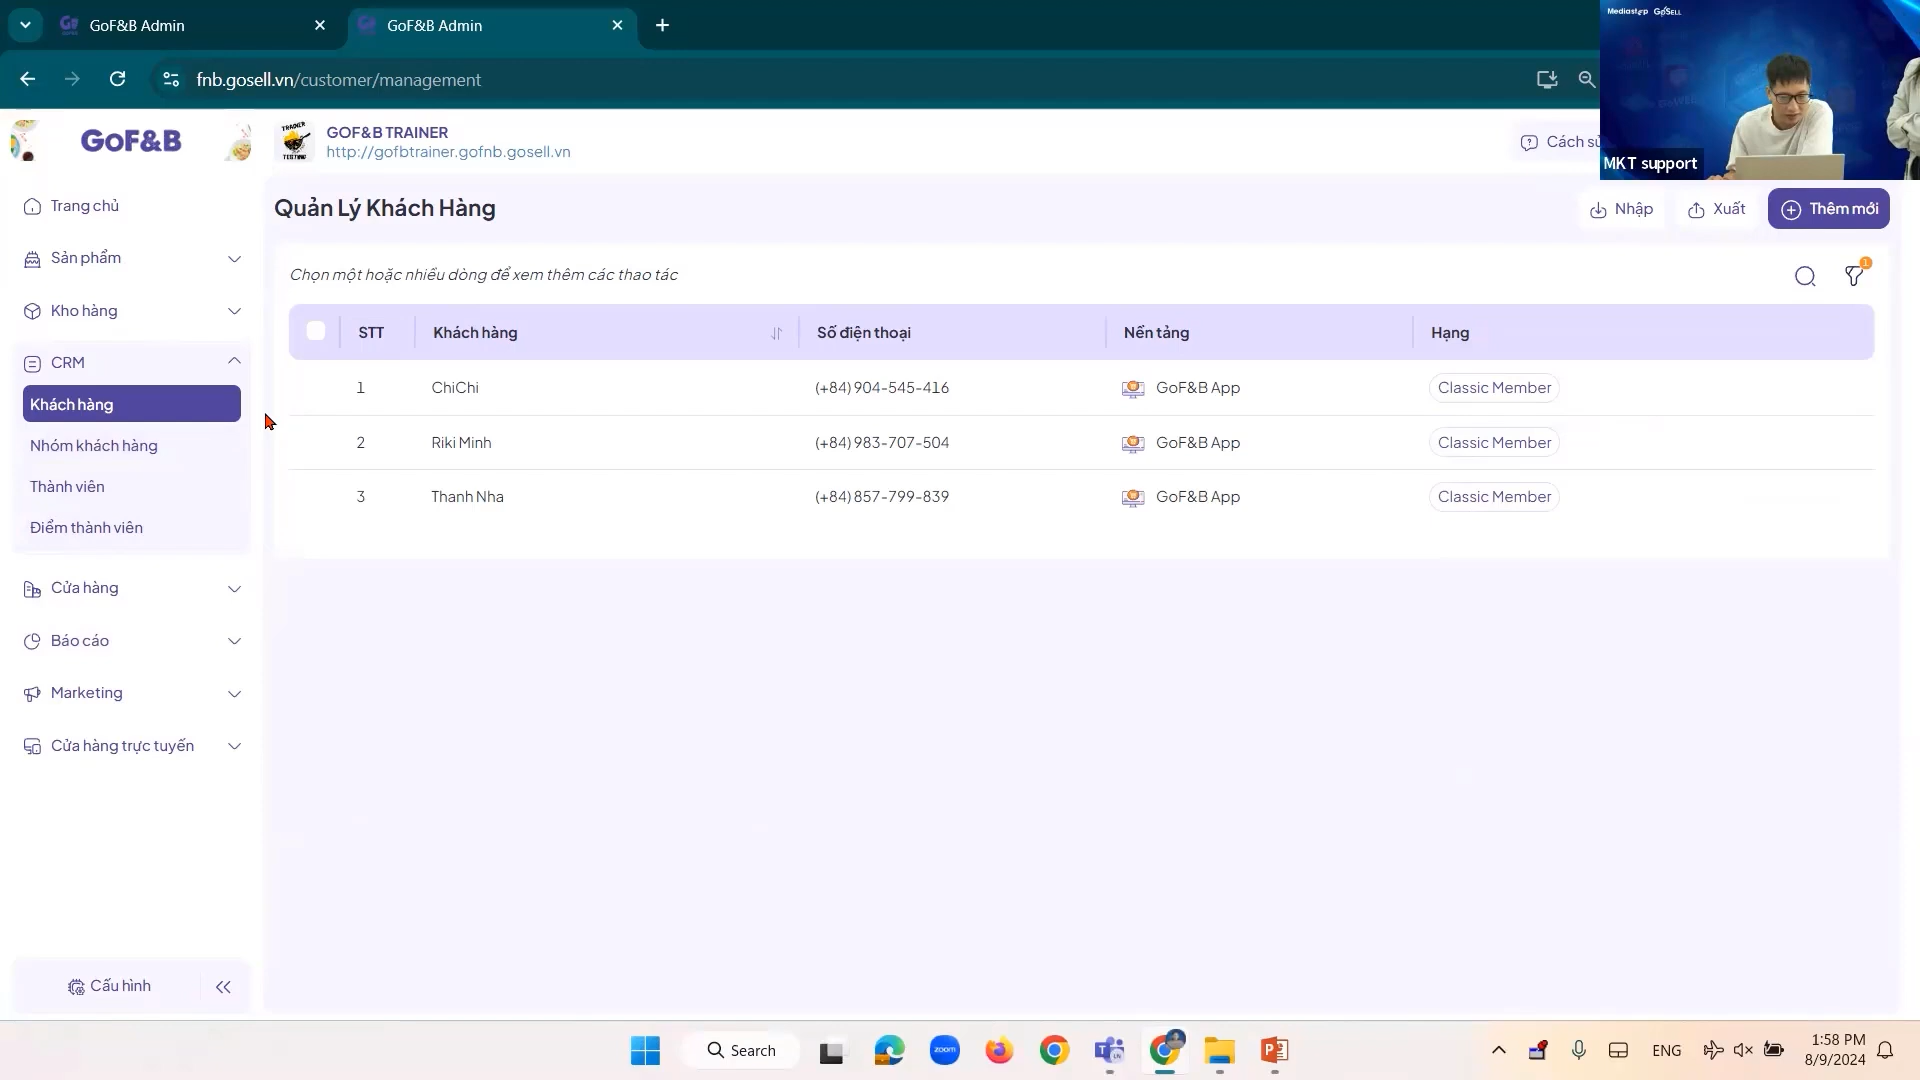 GoF&B Admin
GoF&B Admin
fnb.gosell.vn/customer/management
Mediastep GoSELL
MKT support
GoF&B
TRAINER
TESTING
GOF&B TRAINER
http://gofbtrainer.gofnb.gosell.vn
Cách sử
Trang chủ
Sản phẩm
Kho hàng
CRM
Khách hàng
Nhóm khách hàng
Thành viên
Điểm thành viên
Cửa hàng
Báo cáo
Marketing
Cửa hàng trực tuyến
Cấu hình
Quản Lý Khách Hàng
Nhập
Xuất
Thêm mới
Chọn một hoặc nhiều dòng để xem thêm các thao tác
1
STT Khách hàng Số điện thoại Nền tảng Hạng
1 ChiChi (+84) 904-545-416 GoF&B App Classic Member
2 Riki Minh (+84) 983-707-504 GoF&B App Classic Member
3 Thanh Nha (+84) 857-799-839 GoF&B App Classic Member
Search
zoom
ENG
1:58 PM
8/9/2024